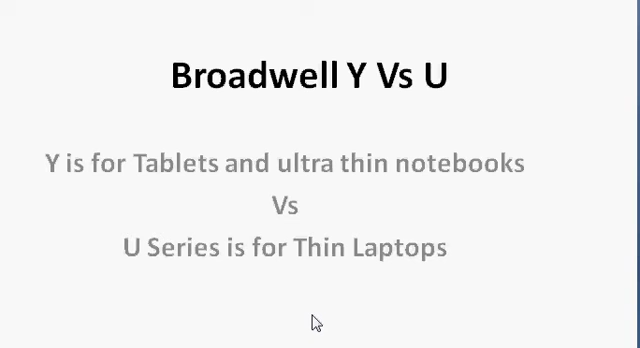 Broadwell Y Vs U
Y is for Tablets and ultra thin notebooks
Vs
U Series is for Thin Laptops